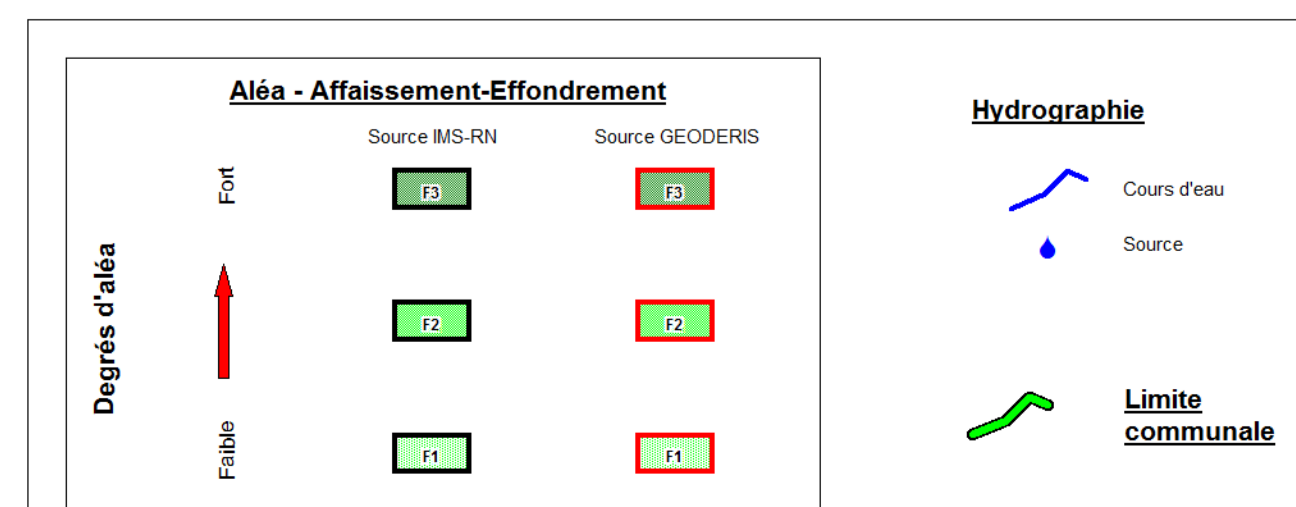 Aléa - Affaissement-Effondrement
Source IMS-RN
Source GEODERIS
Degrés d'aléa
Fort
Faible
F3
F3
F2
F2
F1
F1
Hydrographie
Cours d'eau
Source
Limite
communale